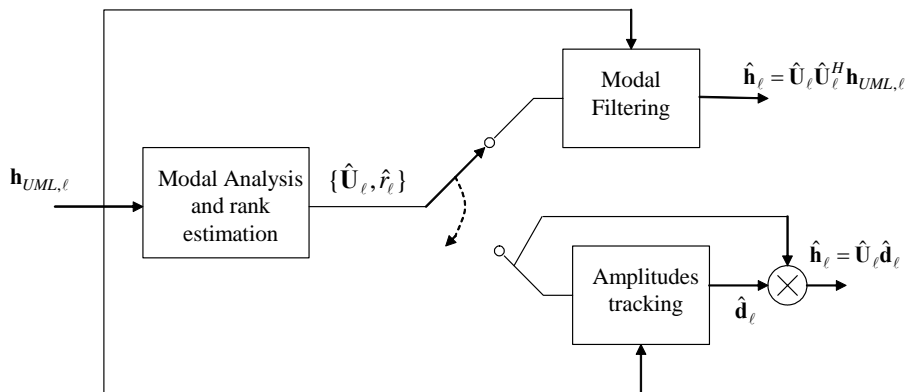 Modal
Filtering
ĥ_ℓ = Û_ℓ Û_ℓ^H h_{UML,ℓ}
h_{UML,ℓ}
Modal Analysis
and rank
estimation
{Û_ℓ, r̂_ℓ}
Amplitudes
tracking
d̂_ℓ
ĥ_ℓ = Û_ℓ d̂_ℓ